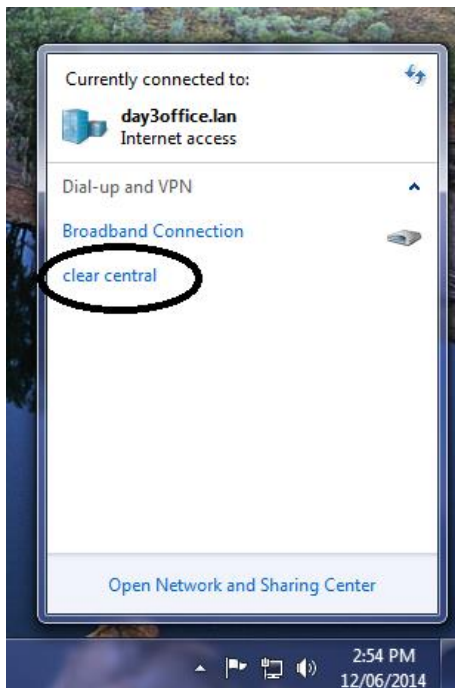 Currently connected to:
day3office.lan
Internet access
Dial-up and VPN
Broadband Connection
clear central
Open Network and Sharing Center
2:54 PM
12/06/2014